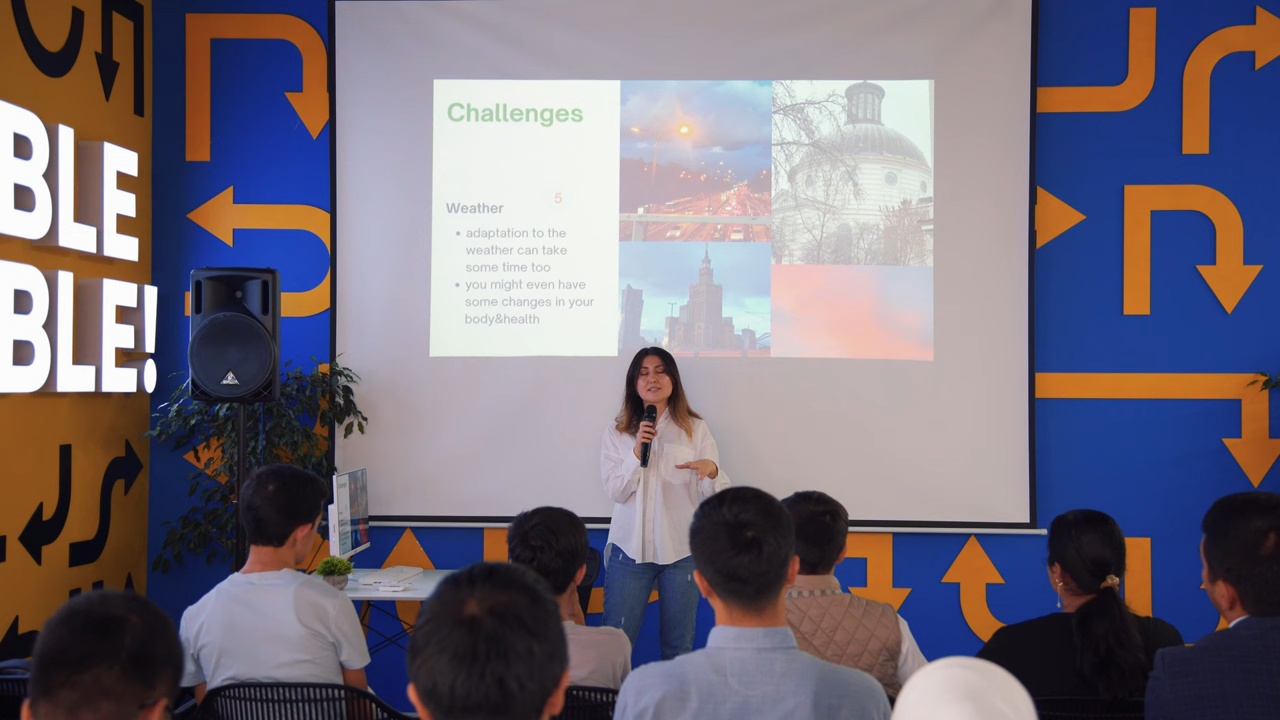 BLE
BLE!
Challenges
5
Weather
• adaptation to the
weather can take
some time too
• you might even have
some changes in your
body&health